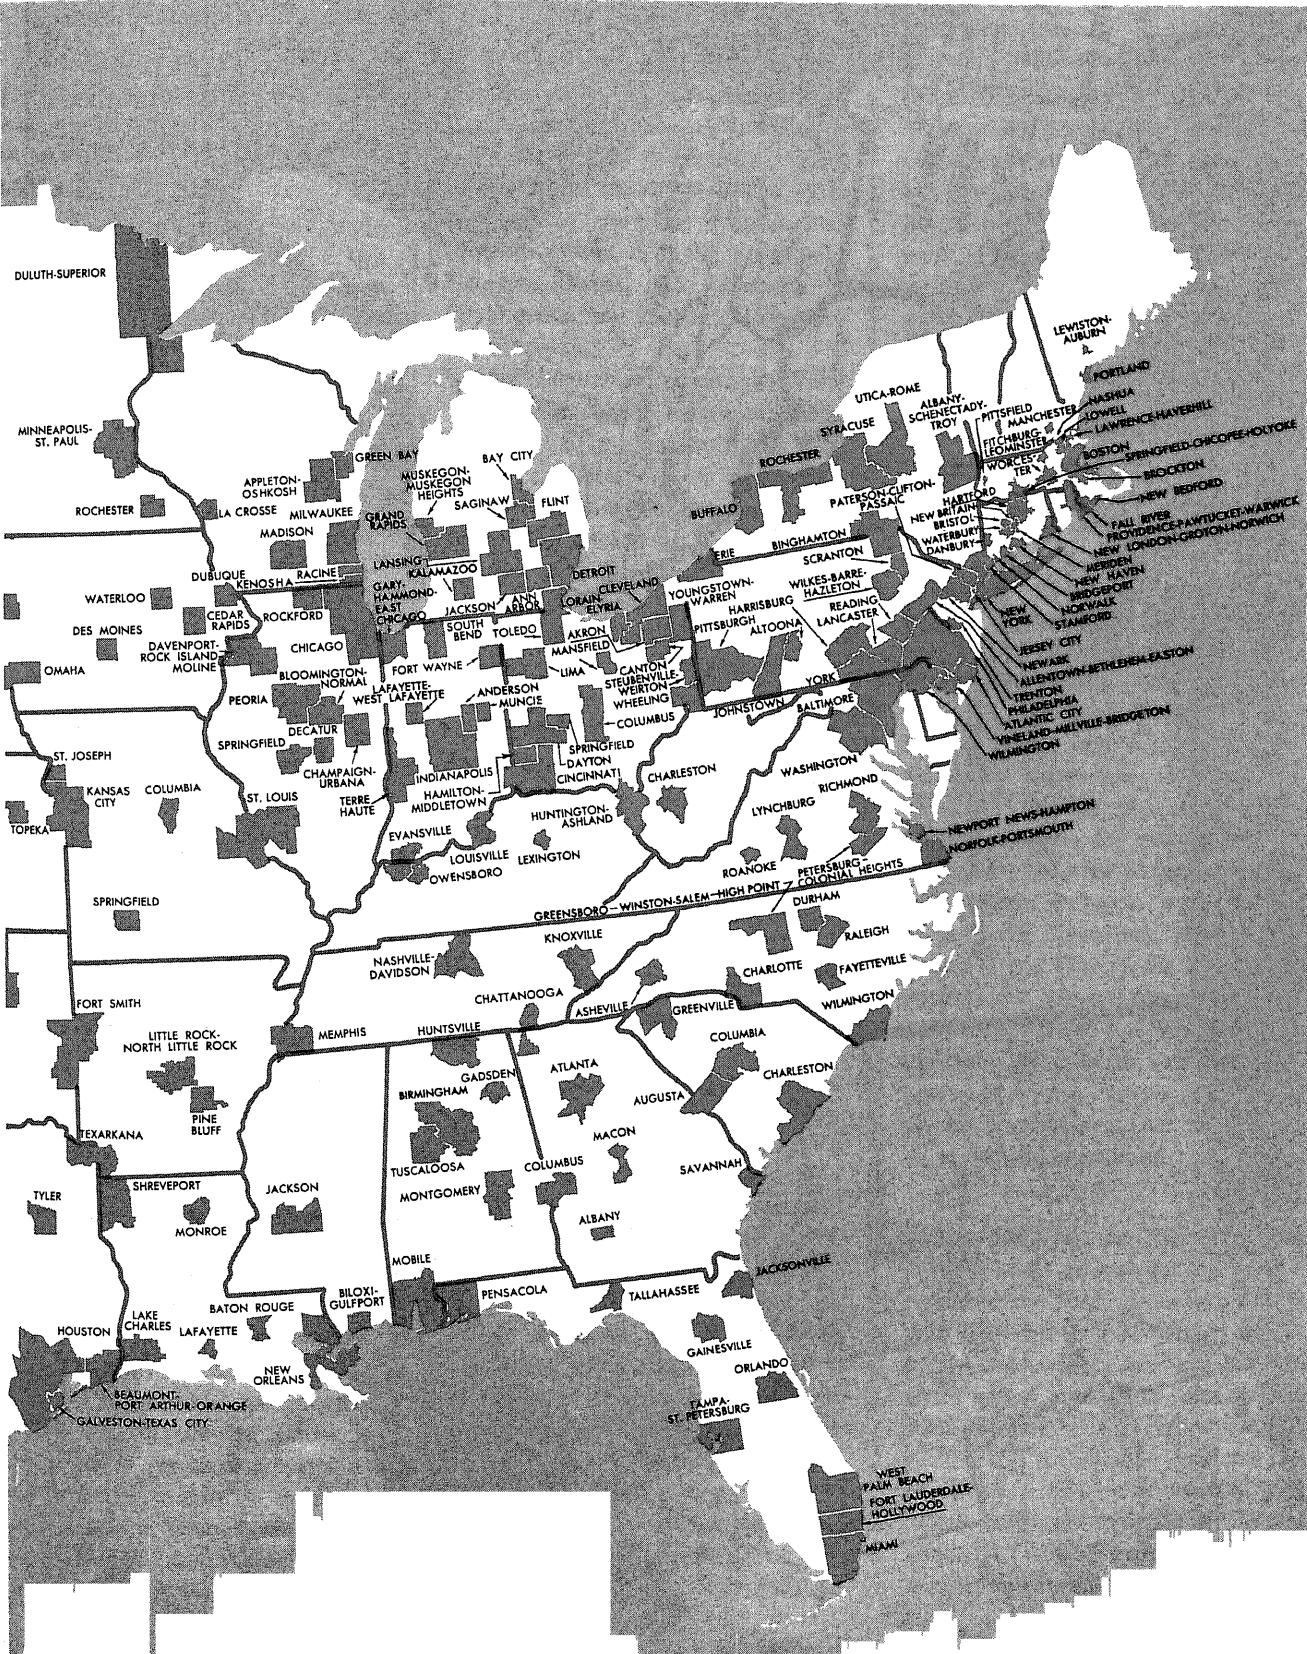 DULUTH-SUPERIOR
LEWISTON-
AUBURN
PORTLAND
UTICA-ROME
ALBANY-
SCHENECTADY-
TROY
PITTSFIELD
MANCHESTER
NASHUA
LOWELL
LAWRENCE-HAVERHILL
FITCHBURG-
LEOMINSTER
BOSTON
SPRINGFIELD-CHICOPEE-HOLYOKE
WORCES-
TER
BROCKTON
NEW BEDFORD
FALL RIVER
PROVIDENCE-PAWTUCKET-WARWICK
NEW LONDON-GROTON-NORWICH
MERIDEN
NEW HAVEN
BRIDGEPORT
NORWALK
STAMFORD
HARTFORD
NEW BRITAIN
BRISTOL
WATERBURY
DANBURY
MINNEAPOLIS-
ST. PAUL
SYRACUSE
ROCHESTER
BUFFALO
PATERSON-CLIFTON-
PASSAIC
GREEN BAY
APPLETON-
OSHKOSH
MUSKEGON-
MUSKEGON
HEIGHTS
BAY CITY
SAGINAW
FLINT
ROCHESTER
LA CROSSE
MILWAUKEE
MADISON
GRAND
RAPIDS
LANSING
KALAMAZOO
DETROIT
ERIE
BINGHAMTON
SCRANTON
DUBUQUE
KENOSHA
RACINE
GARY-
HAMMOND-
EAST
CHICAGO
JACKSON
ANN
ARBOR
LORAIN-
ELYRIA
CLEVELAND
YOUNGSTOWN-
WARREN
WILKES-BARRE-
HAZLETON
HARRISBURG
READING
LANCASTER
NEW
YORK
JERSEY CITY
NEWARK
ALLENTOWN-BETHLEHEM-EASTON
TRENTON
PHILADELPHIA
ATLANTIC CITY
VINELAND-MILLVILLE-BRIDGETON
WILMINGTON
WATERLOO
CEDAR
RAPIDS
ROCKFORD
DES MOINES
DAVENPORT-
ROCK ISLAND-
MOLINE
CHICAGO
SOUTH
BEND
TOLEDO
AKRON
MANSFIELD
PITTSBURGH
ALTOONA
OMAHA
BLOOMINGTON-
NORMAL
FORT WAYNE
LIMA
CANTON
STEUBENVILLE-
WEIRTON
WHEELING
YORK
JOHNSTOWN
BALTIMORE
PEORIA
LAFAYETTE-
WEST LAFAYETTE
ANDERSON
MUNCIE
COLUMBUS
DECATUR
SPRINGFIELD
CHAMPAIGN-
URBANA
SPRINGFIELD
DAYTON
CINCINNATI
INDIANAPOLIS
HAMILTON-
MIDDLETOWN
TERRE
HAUTE
ST. JOSEPH
KANSAS
CITY
COLUMBIA
ST. LOUIS
TOPEKA
CHARLESTON
HUNTINGTON-
ASHLAND
WASHINGTON
RICHMOND
LYNCHBURG
EVANSVILLE
LOUISVILLE
OWENSBORO
LEXINGTON
ROANOKE
PETERSBURG-
COLONIAL HEIGHTS
NEWPORT NEWS-HAMPTON
NORFOLK-PORTSMOUTH
SPRINGFIELD
GREENSBORO-WINSTON-SALEM-HIGH POINT
DURHAM
RALEIGH
NASHVILLE-
DAVIDSON
KNOXVILLE
CHARLOTTE
FAYETTEVILLE
FORT SMITH
CHATTANOOGA
ASHEVILLE
GREENVILLE
WILMINGTON
LITTLE ROCK-
NORTH LITTLE ROCK
MEMPHIS
HUNTSVILLE
COLUMBIA
GADSDEN
ATLANTA
CHARLESTON
BIRMINGHAM
AUGUSTA
PINE
BLUFF
TEXARKANA
MACON
TUSCALOOSA
COLUMBUS
SAVANNAH
TYLER
SHREVEPORT
MONROE
JACKSON
MONTGOMERY
ALBANY
MOBILE
JACKSONVILLE
PENSACOLA
TALLAHASSEE
BATON ROUGE
BILOXI-
GULFPORT
HOUSTON
LAKE
CHARLES
LAFAYETTE
NEW
ORLEANS
GAINESVILLE
ORLANDO
BEAUMONT-
PORT ARTHUR-ORANGE
GALVESTON-TEXAS CITY
TAMPA-
ST. PETERSBURG
WEST
PALM BEACH
FORT LAUDERDALE-
HOLLYWOOD
MIAMI